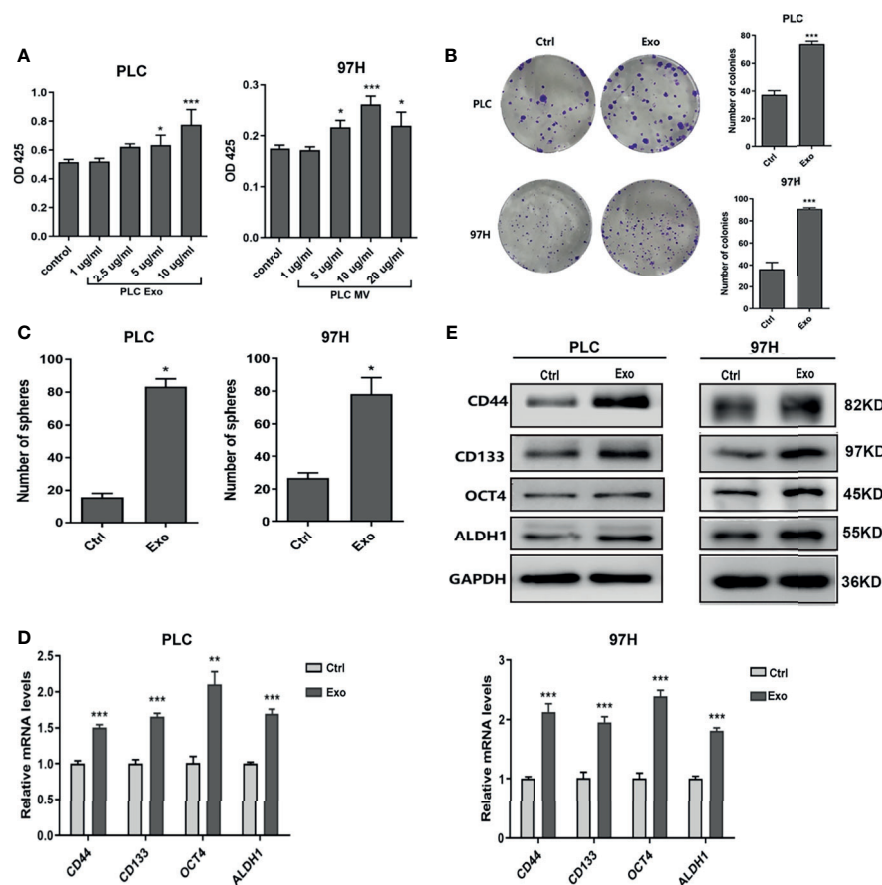 A
PLC
OD 425
1.0
0.8
0.6
0.4
0.2
0.0
*
***
control
1 ug/ml
2.5 ug/ml
5 ug/ml
10 ug/ml
PLC Exo
97H
OD 425
0.3
0.2
0.1
0.0
*
***
*
control
1 ug/ml
5 ug/ml
10 ug/ml
20 ug/ml
PLC MV
B
Ctrl
Exo
PLC
97H
PLC
Number of colonies
80
60
40
20
0
***
Ctrl
Exo
97H
Number of colonies
100
80
60
40
20
0
***
Ctrl
Exo
C
PLC
Number of spheres
100
80
60
40
20
0
*
Ctrl
Exo
97H
Number of spheres
100
80
60
40
20
0
*
Ctrl
Exo
E
PLC
97H
Ctrl
Exo
Ctrl
Exo
CD44
82KD
CD133
97KD
OCT4
45KD
ALDH1
55KD
GAPDH
36KD
D
PLC
Relative mRNA levels
2.5
2.0
1.5
1.0
0.5
0.0
***
***
**
***
Ctrl
Exo
CD44
CD133
OCT4
ALDH1
97H
Relative mRNA levels
3
2
1
0
***
***
***
***
Ctrl
Exo
CD44
CD133
OCT4
ALDH1